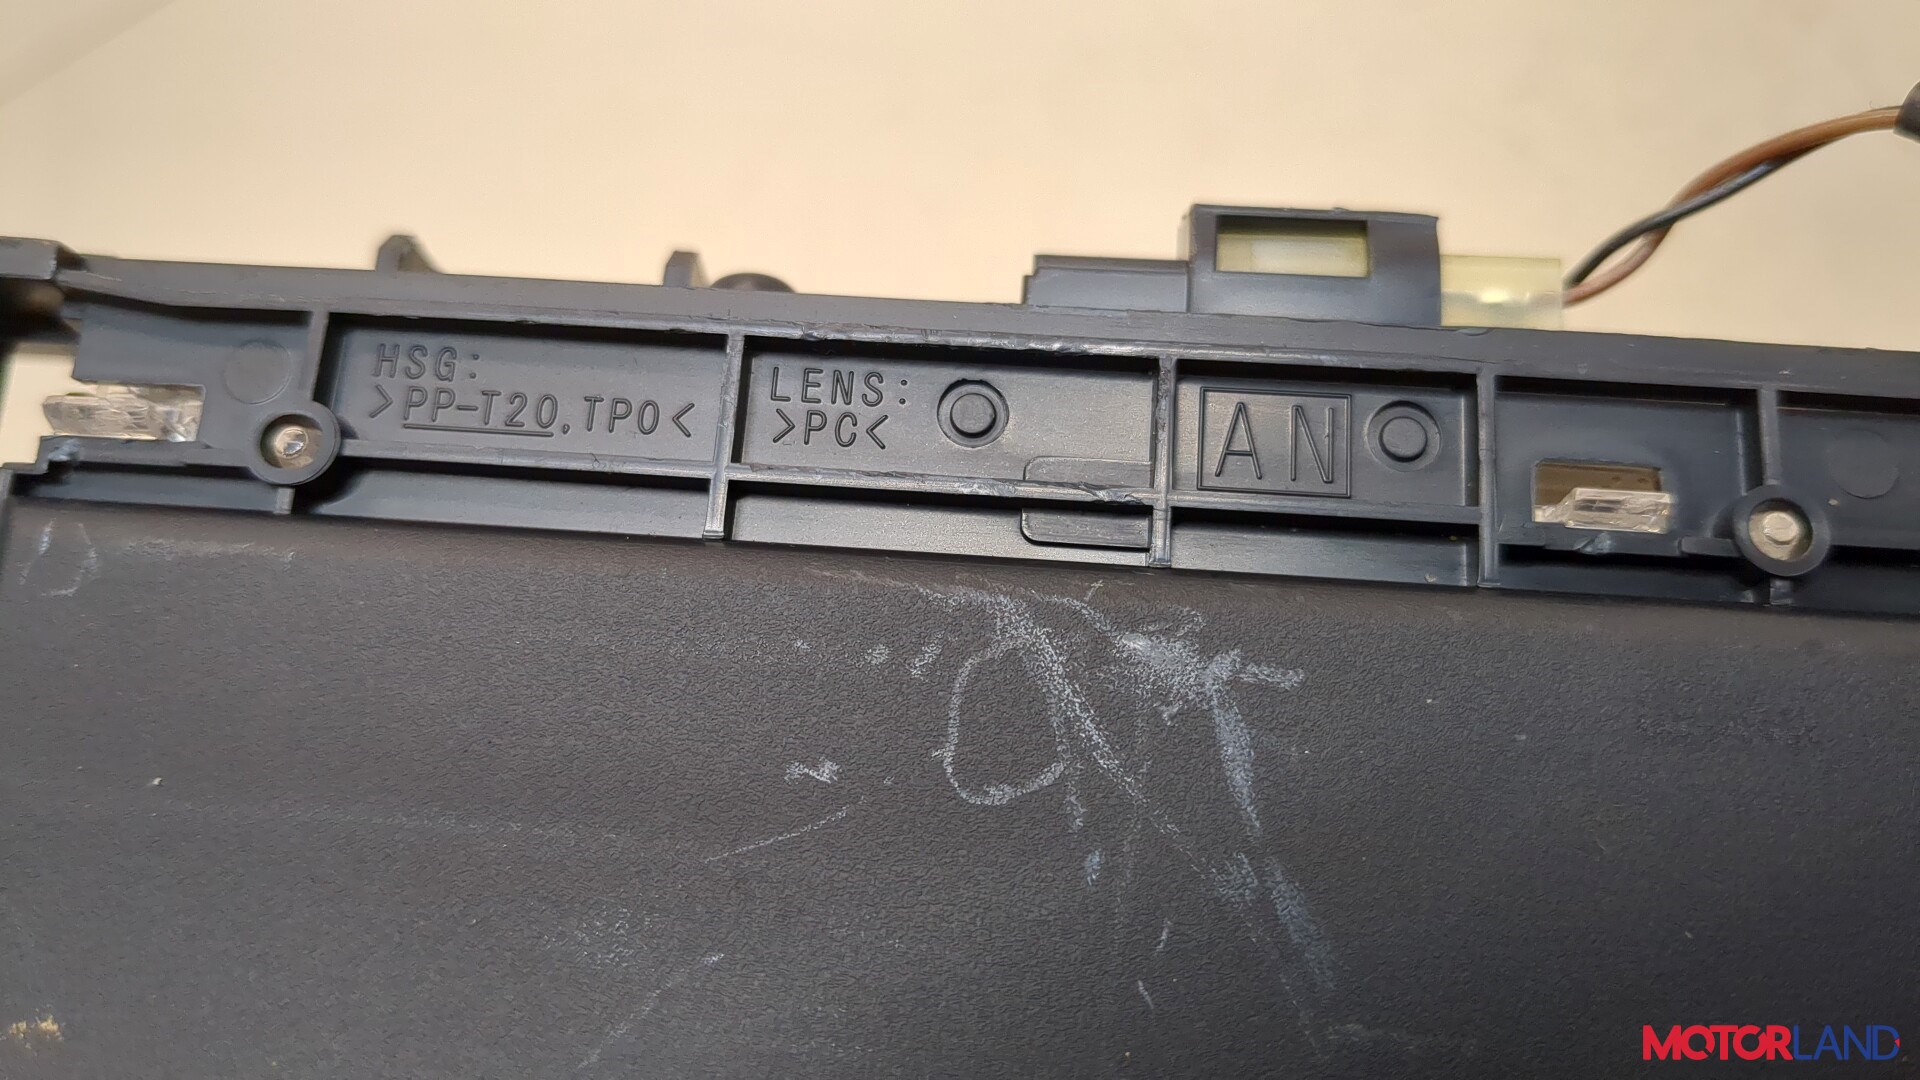 HSG:
>PP-T20,TPO<
LENS:
>PC<
AN
MOTORLAND